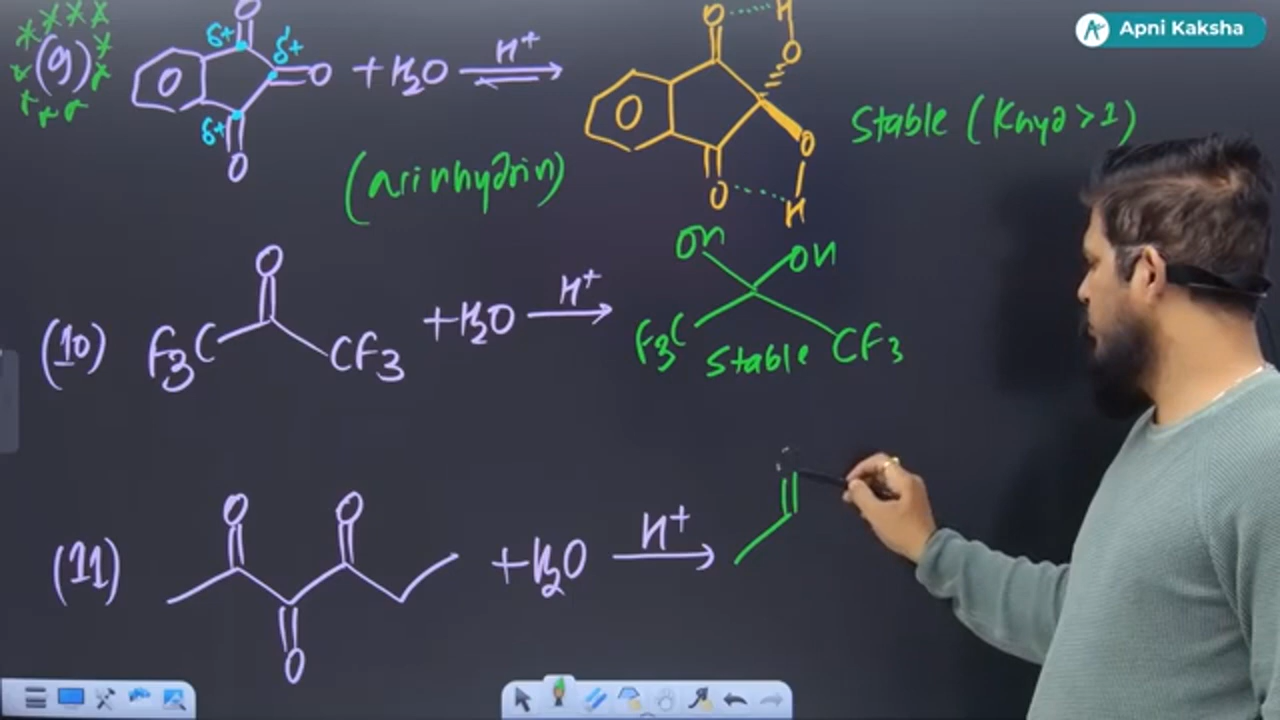 Apni Kaksha
(9) O O O + H2O H+ O H O O H O
δ+ δ+ δ+
Stable (Khyd > 1)
(Ninhydrin)
(10) O F3C CF3 + H2O H+ OH OH F3C CF3
Stable
(11) O O O + H2O H+